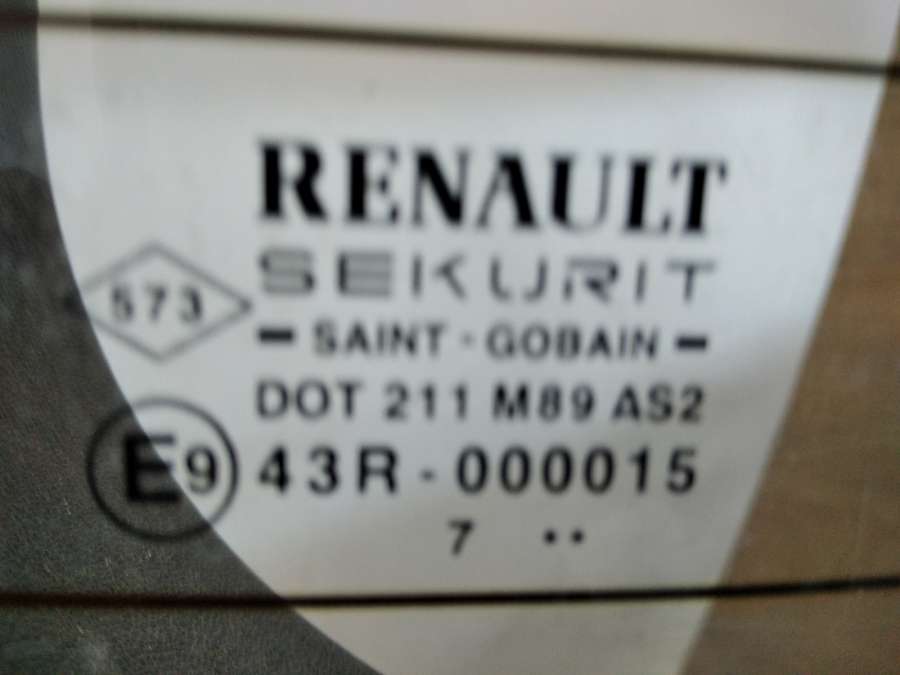 RENAULT
SEKURIT
573
SAINT-GOBAIN
DOT 211 M89 AS2
E9 43R-000015
7 ..